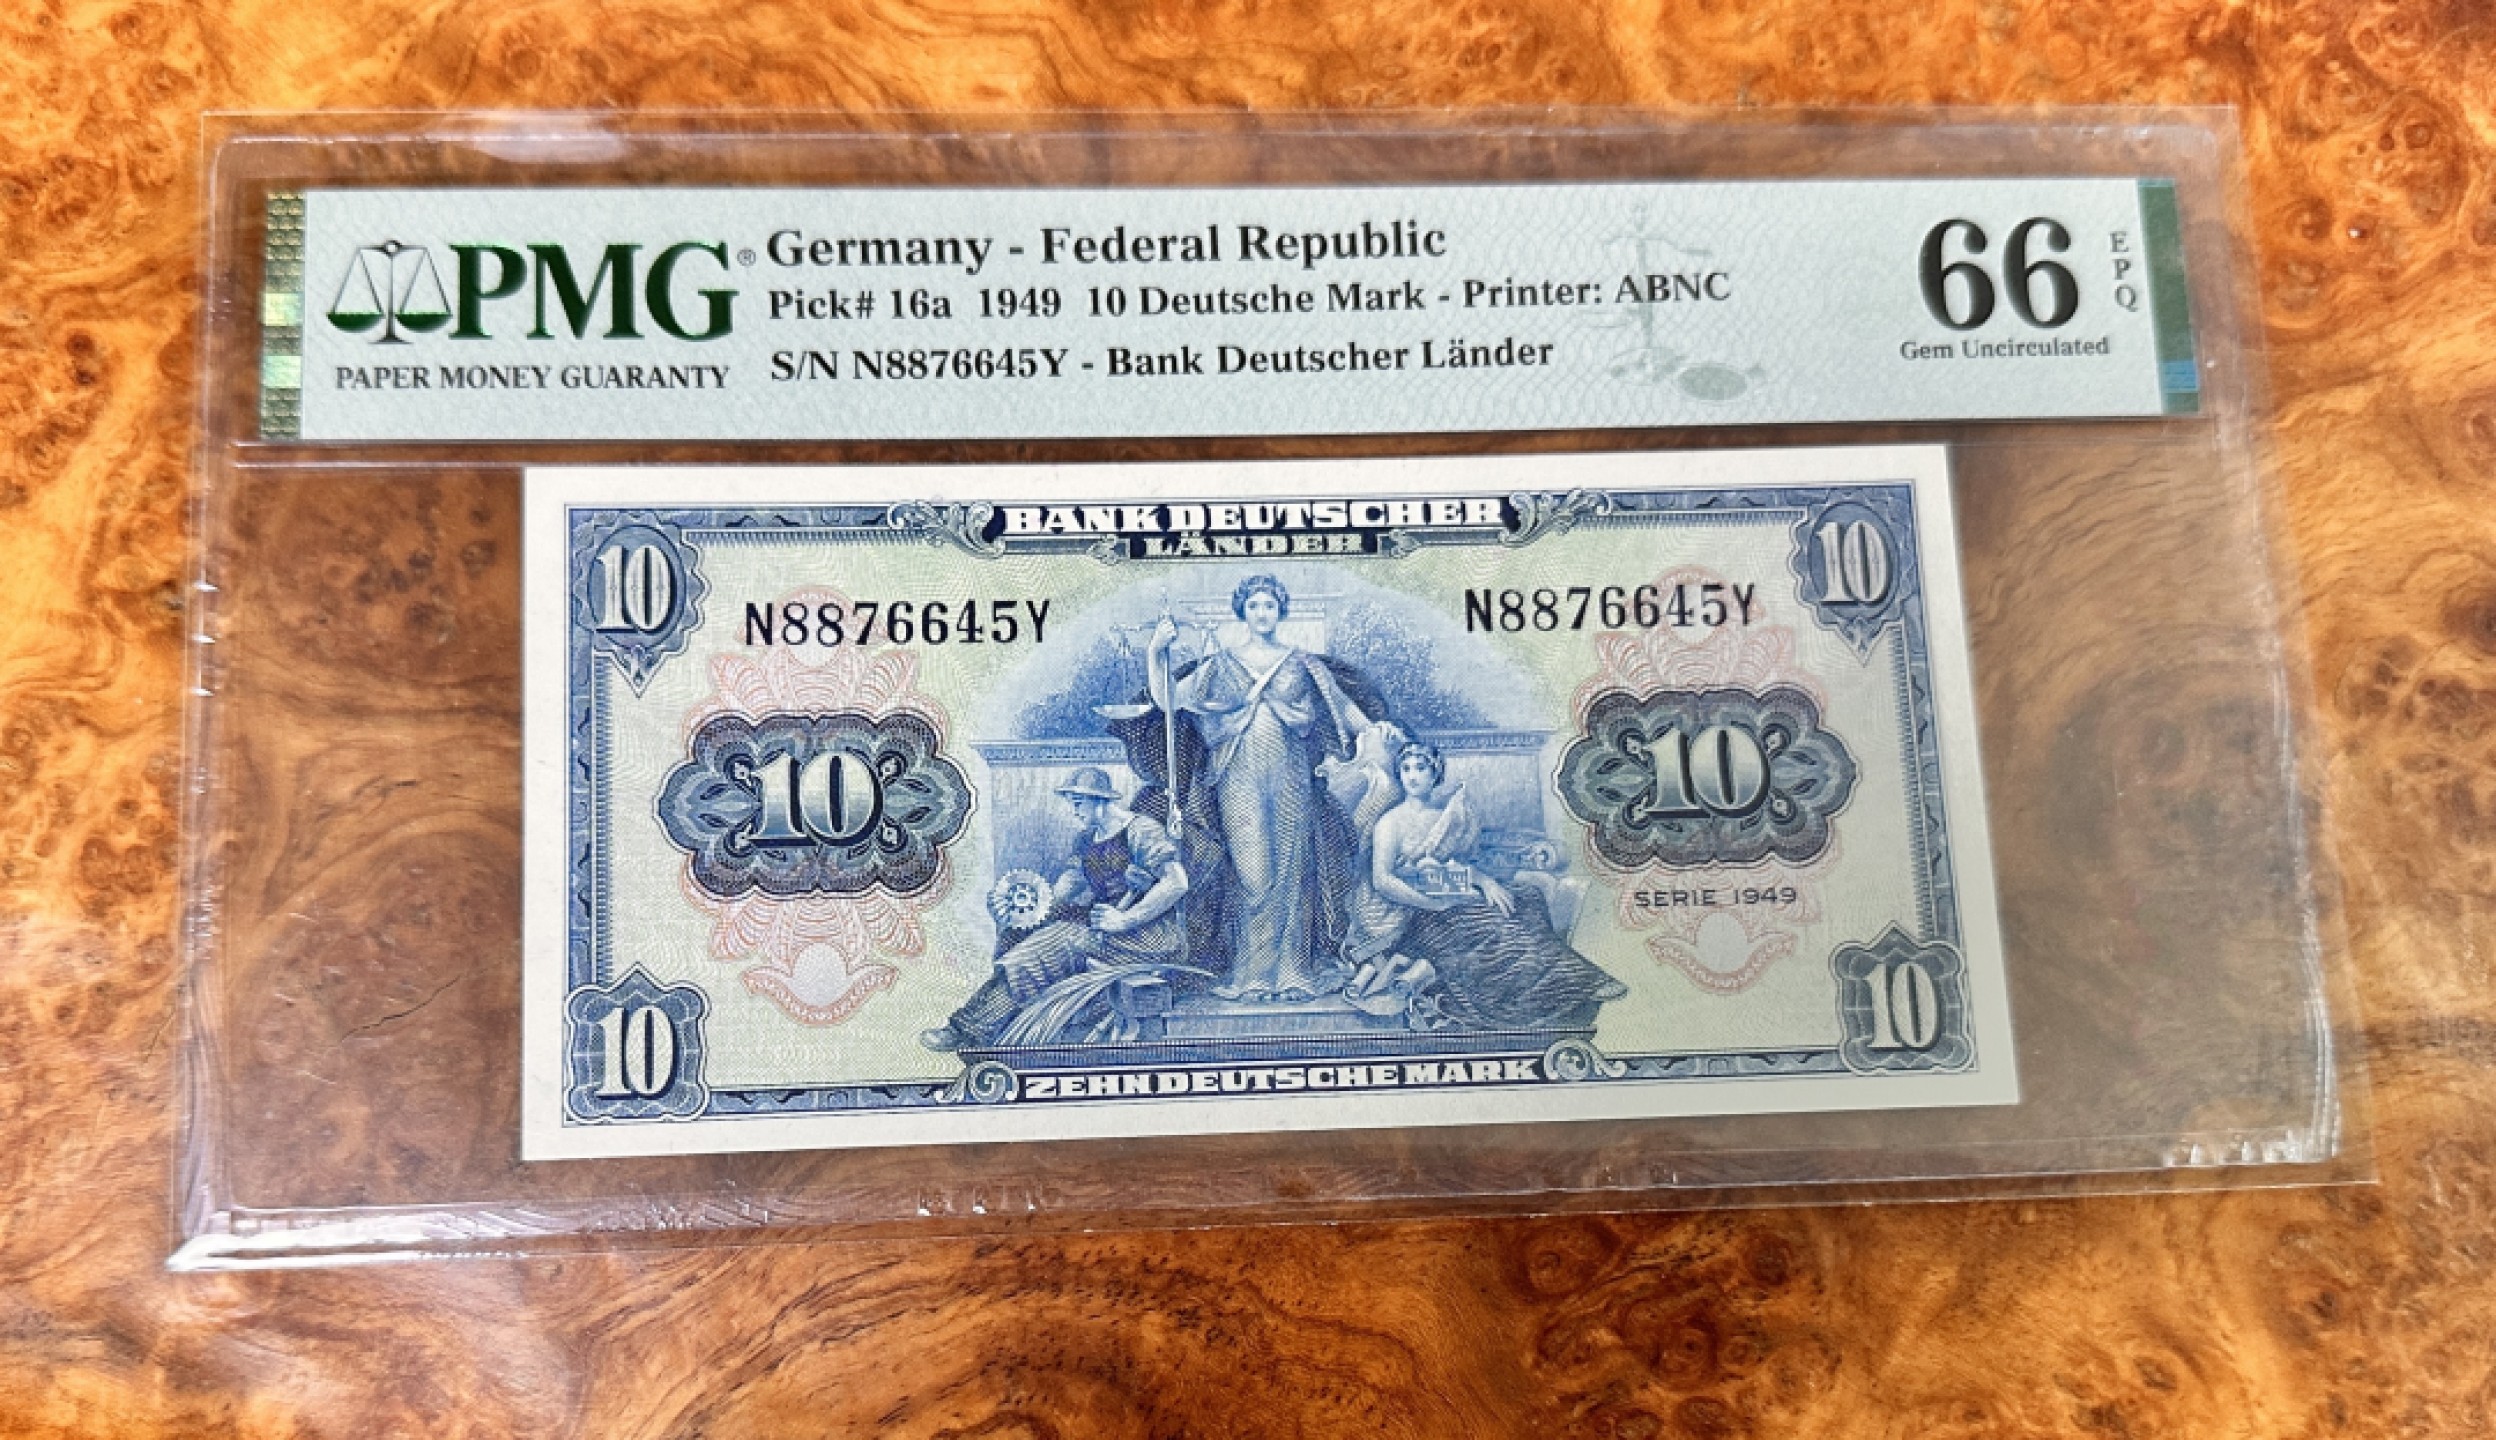 PMG®
PAPER MONEY GUARANTY
Germany - Federal Republic
Pick# 16a 1949 10 Deutsche Mark - Printer: ABNC
S/N N8876645Y - Bank Deutscher Länder
66
EPQ
Gem Uncirculated
BANK DEUTSCHER
LÄNDER
10
10
N8876645Y
N8876645Y
10
10
SERIE 1949
10
10
ZEHN DEUTSCHE MARK